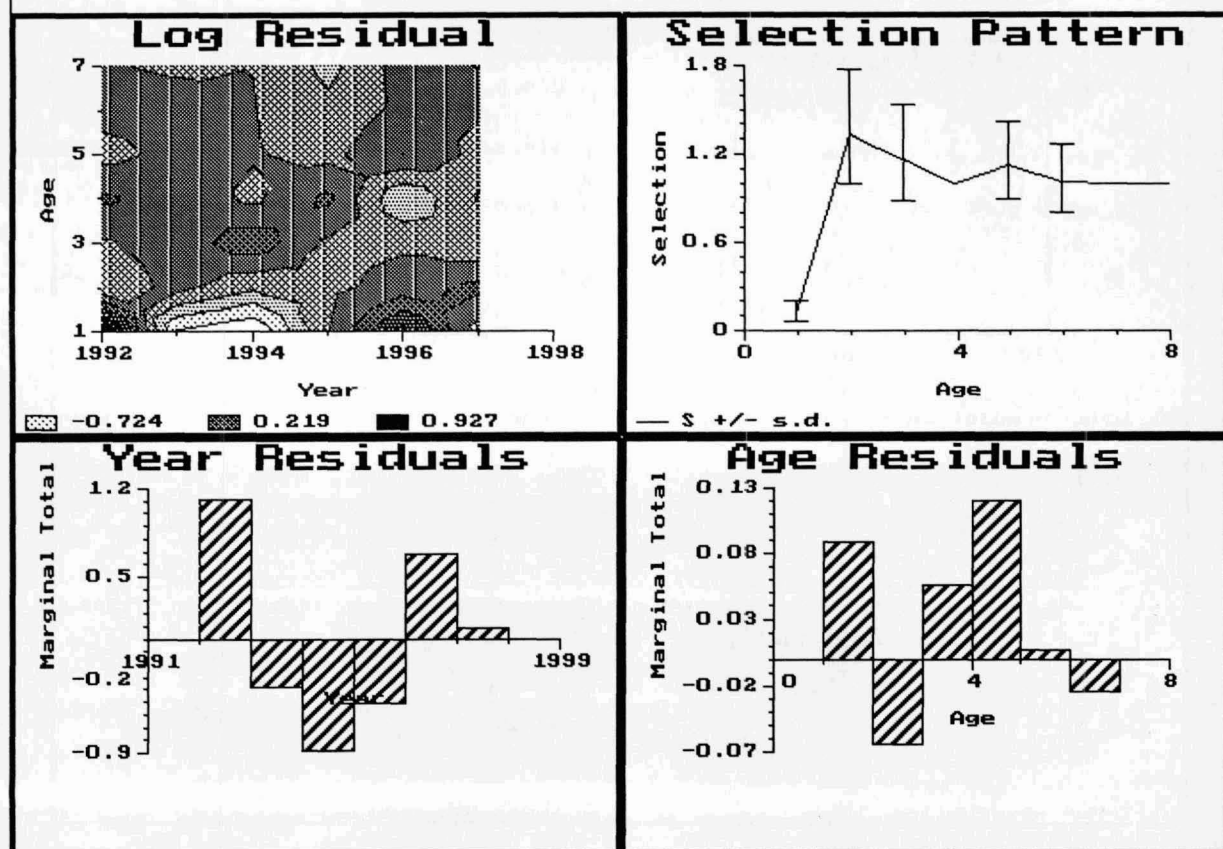 Log Residual
7
5
3
1
Age
1992
1994
1996
1998
Year
-0.724
0.219
0.927
Selection Pattern
1.8
1.2
0.6
0
Selection
0
4
8
Age
S +/- s.d.
Year Residuals
1.2
0.5
-0.2
-0.9
Marginal Total
1991
1999
Year
Age Residuals
0.13
0.08
0.03
-0.02
-0.07
Marginal Total
0
4
8
Age